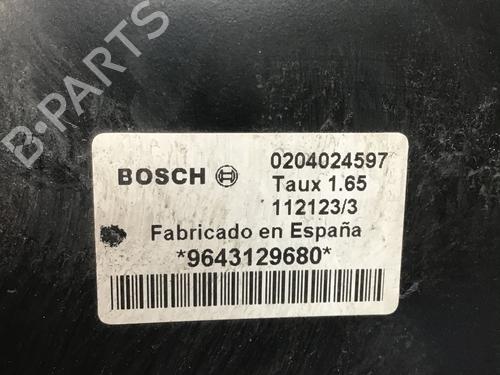 B-PARTS
BOSCH
0204024597
Taux 1.65
112123/3
Fabricado en España
*9643129680*